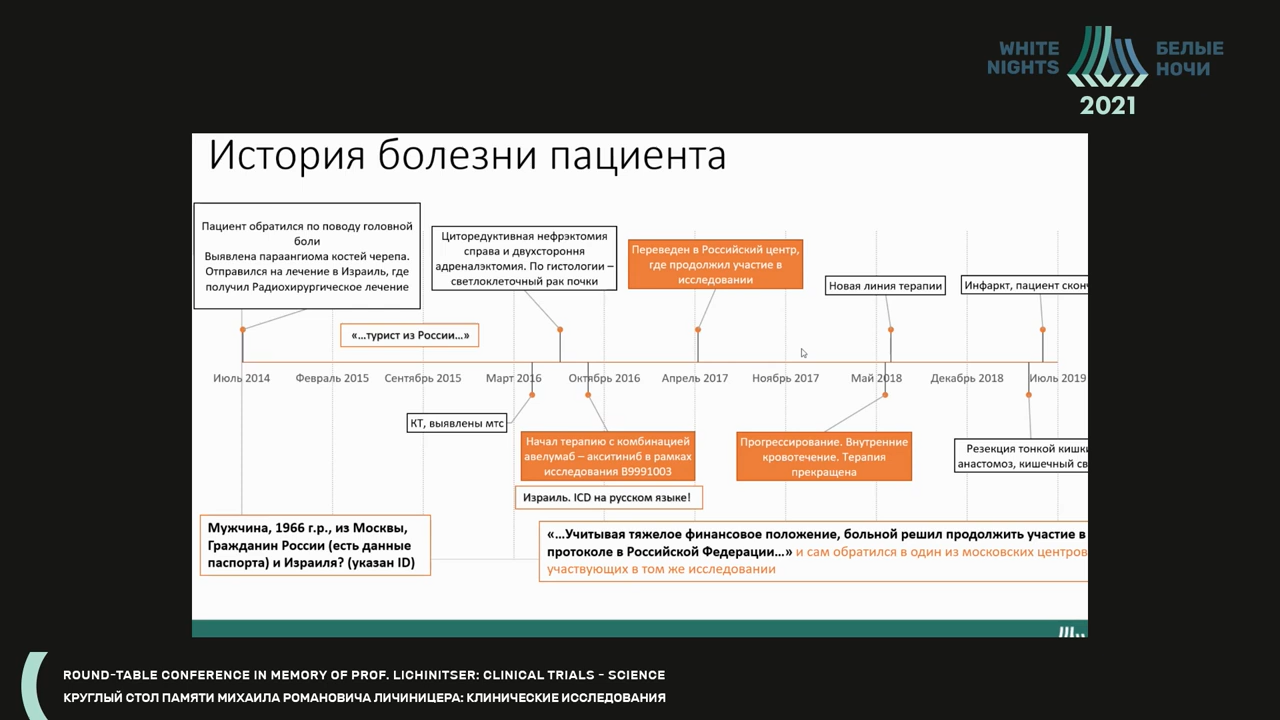 WHITE
NIGHTS
БЕЛЫЕ
НОЧИ
2021
История болезни пациента
Пациент обратился по поводу головной
боли
Выявлена параангиома костей черепа.
Отправился на лечение в Израиль, где
получил Радиохирургическое лечение
Циторедуктивная нефрэктомия
справа и двухстороння
адреналэктомия. По гистологии –
светлоклеточный рак почки
Переведен в Российский центр,
где продолжил участие в
исследовании
Новая линия терапии
Инфаркт, пациент скон
«…турист из России…»
Июль 2014
Февраль 2015
Сентябрь 2015
Март 2016
Октябрь 2016
Апрель 2017
Ноябрь 2017
Май 2018
Декабрь 2018
Июль 2019
КТ, выявлены мтс
Начал терапию с комбинацией
авелумаб – акситиниб в рамках
исследования B9991003
Прогрессирование. Внутренние
кровотечение. Терапия
прекращена
Резекция тонкой кишки
анастомоз, кишечный св
Израиль. ICD на русском языке!
Мужчина, 1966 г.р., из Москвы,
Гражданин России (есть данные
паспорта) и Израиля? (указан ID)
«…Учитывая тяжелое финансовое положение, больной решил продолжить участие в
протоколе в Российской Федерации…» и сам обратился в один из московских центров
участвующих в том же исследовании
ROUND-TABLE CONFERENCE IN MEMORY OF PROF. LICHINITSER: CLINICAL TRIALS - SCIENCE
КРУГЛЫЙ СТОЛ ПАМЯТИ МИХАИЛА РОМАНОВИЧА ЛИЧИНИЦЕРА: КЛИНИЧЕСКИЕ ИССЛЕДОВАНИЯ